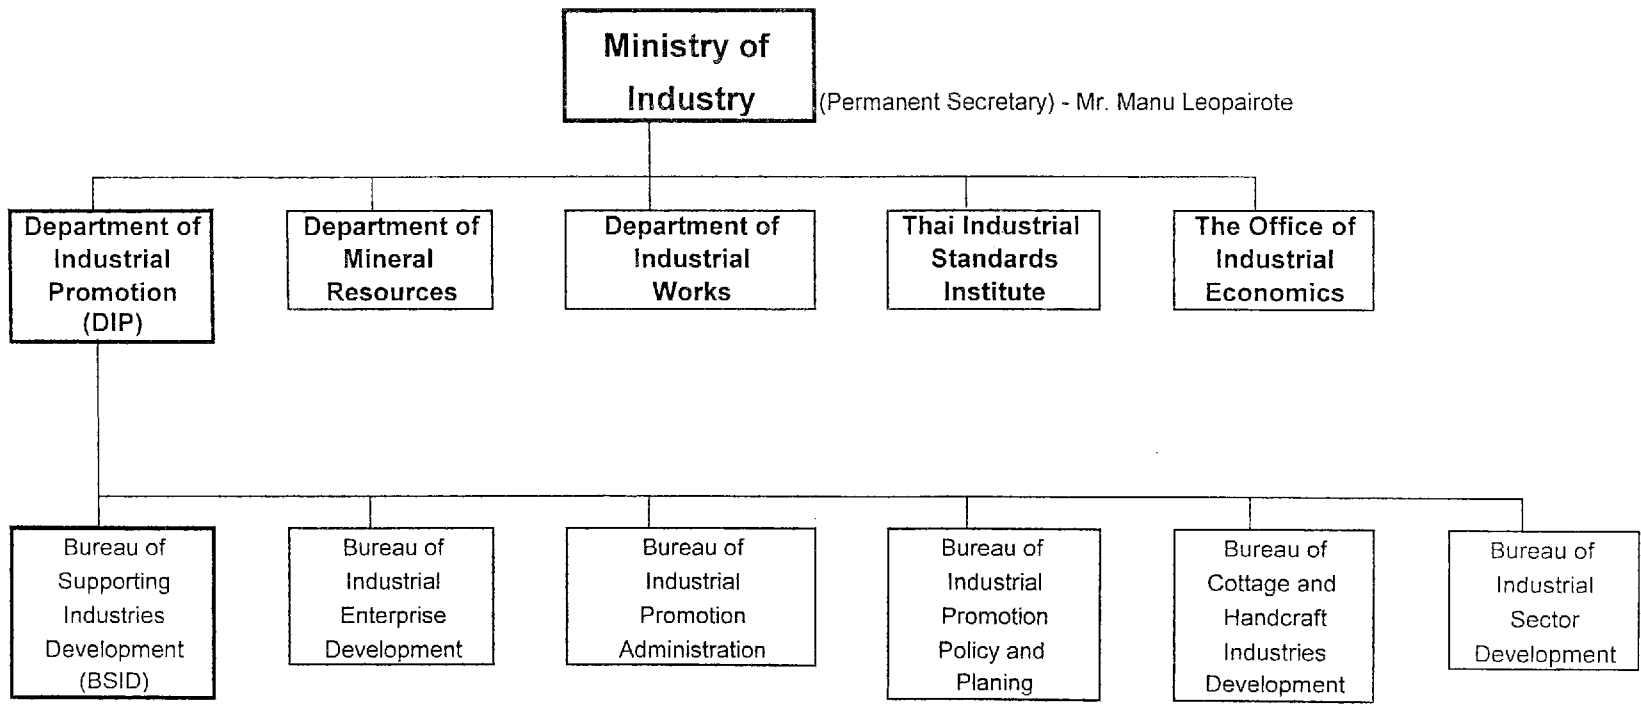 Ministry of
Industry
(Permanent Secretary) - Mr. Manu Leopairote
Department of
Industrial
Promotion
(DIP)
Department of
Mineral
Resources
Department of
Industrial
Works
Thai Industrial
Standards
Institute
The Office of
Industrial
Economics
Bureau of
Supporting
Industries
Development
(BSID)
Bureau of
Industrial
Enterprise
Development
Bureau of
Industrial
Promotion
Administration
Bureau of
Industrial
Promotion
Policy and
Planing
Bureau of
Cottage and
Handcraft
Industries
Development
Bureau of
Industrial
Sector
Development